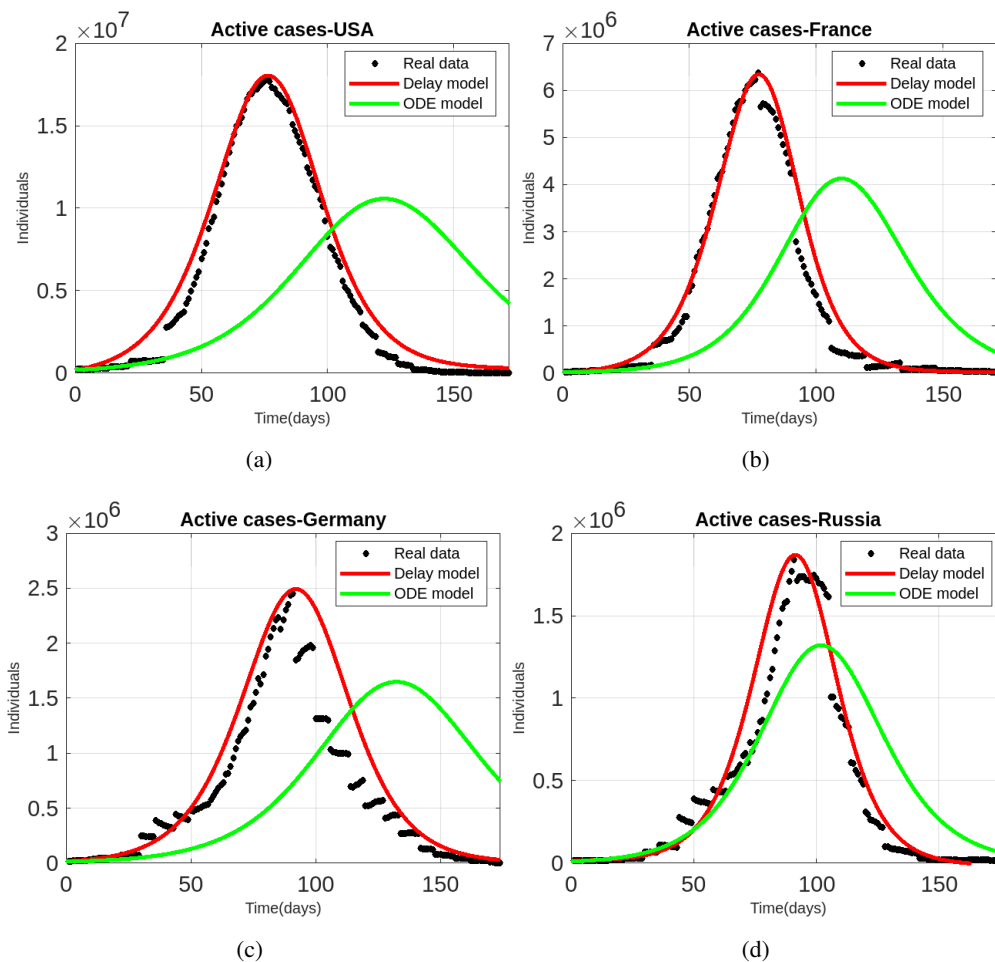 ×10^7
Active cases-USA
2
1.5
1
0.5
0
0 50 100 150
Individuals
Time(days)
Real data
Delay model
ODE model
(a)
×10^6
Active cases-France
7
6
5
4
3
2
1
0
0 50 100 150
Individuals
Time(days)
Real data
Delay model
ODE model
(b)
×10^6
Active cases-Germany
3
2.5
2
1.5
1
0.5
0
0 50 100 150
Individuals
Time(days)
Real data
Delay model
ODE model
(c)
×10^6
Active cases-Russia
2
1.5
1
0.5
0
0 50 100 150
Individuals
Time(days)
Real data
Delay model
ODE model
(d)